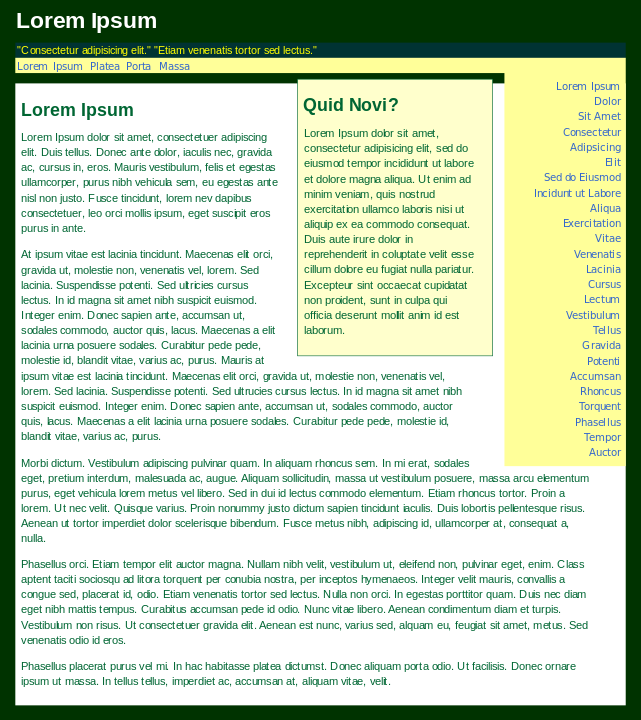 Lorem Ipsum
"Consectetur adipisicing elit." "Etiam venenatis tortor sed lectus."
Lorem Ipsum Platea Porta Massa
Lorem Ipsum
Lorem Ipsum dolor sit amet, consectetuer adipiscing
elit. Duis tellus. Donec ante dolor, iaculis nec, gravida
ac, cursus in, eros. Mauris vestibulum, felis et egestas
ullamcorper, purus nibh vehicula sem, eu egestas ante
nisl non justo. Fusce tincidunt, lorem nev dapibus
consectetuer, leo orci mollis ipsum, eget suscipit eros
purus in ante.
At ipsum vitae est lacinia tincidunt. Maecenas elit orci,
gravida ut, molestie non, venenatis vel, lorem. Sed
lacinia. Suspendisse potenti. Sed ultricies cursus
lectus. In id magna sit amet nibh suspicit euismod.
Integer enim. Donec sapien ante, accumsan ut,
sodales commodo, auctor quis, lacus. Maecenas a elit
lacinia urna posuere sodales. Curabitur pede pede,
molestie id, blandit vitae, varius ac, purus. Mauris at
ipsum vitae est lacinia tincidunt. Maecenas elit orci, gravida ut, molestie non, venenatis vel,
lorem. Sed lacinia. Suspendisse potenti. Sed ultrucies cursus lectus. In id magna sit amet nibh
suspicit euismod. Integer enim. Donec sapien ante, accumsan ut, sodales commodo, auctor
quis, lacus. Maecenas a elit lacinia urna posuere sodales. Curabitur pede pede, molestie id,
blandit vitae, varius ac, purus.
Morbi dictum. Vestibulum adipiscing pulvinar quam. In aliquam rhoncus sem. In mi erat, sodales
eget, pretium interdum, malesuada ac, augue. Aliquam sollicitudin, massa ut vestibulum posuere, massa arcu elementum
purus, eget vehicula lorem metus vel libero. Sed in dui id lectus commodo elementum. Etiam rhoncus tortor. Proin a
lorem. Ut nec velit. Quisque varius. Proin nonummy justo dictum sapien tincidunt iaculis. Duis lobortis pellentesque risus.
Aenean ut tortor imperdiet dolor scelerisque bibendum. Fusce metus nibh, adipiscing id, ullamcorper at, consequat a,
nulla.
Phasellus orci. Etiam tempor elit auctor magna. Nullam nibh velit, vestibulum ut, eleifend non, pulvinar eget, enim. Class
aptent taciti sociosqu ad litora torquent per conubia nostra, per inceptos hymenaeos. Integer velit mauris, convallis a
congue sed, placerat id, odio. Etiam venenatis tortor sed lectus. Nulla non orci. In egestas porttitor quam. Duis nec diam
eget nibh mattis tempus. Curabitus accumsan pede id odio. Nunc vitae libero. Aenean condimentum diam et turpis.
Vestibulum non risus. Ut consectetuer gravida elit. Aenean est nunc, varius sed, alquam eu, feugiat sit amet, metus. Sed
venenatis odio id eros.
Phasellus placerat purus vel mi. In hac habitasse platea dictumst. Donec aliquam porta odio. Ut facilisis. Donec ornare
ipsum ut massa. In tellus tellus, imperdiet ac, accumsan at, aliquam vitae, velit.
Quid Novi?
Lorem Ipsum dolor sit amet,
consectetur adipisicing elit, sed do
eiusmod tempor incididunt ut labore
et dolore magna aliqua. Ut enim ad
minim veniam, quis nostrud
exercitation ullamco laboris nisi ut
aliquip ex ea commodo consequat.
Duis aute irure dolor in
reprehenderit in coluptate velit esse
cillum dolore eu fugiat nulla pariatur.
Excepteur sint occaecat cupidatat
non proident, sunt in culpa qui
officia deserunt mollit anim id est
laborum.
Lorem Ipsum
Dolor
Sit Amet
Consectetur
Adipsicing
Elit
Sed do Eiusmod
Incidunt ut Labore
Aliqua
Exercitation
Vitae
Venenatis
Lacinia
Cursus
Lectum
Vestibulum
Tellus
Gravida
Potenti
Accumsan
Rhoncus
Torquent
Phasellus
Tempor
Auctor